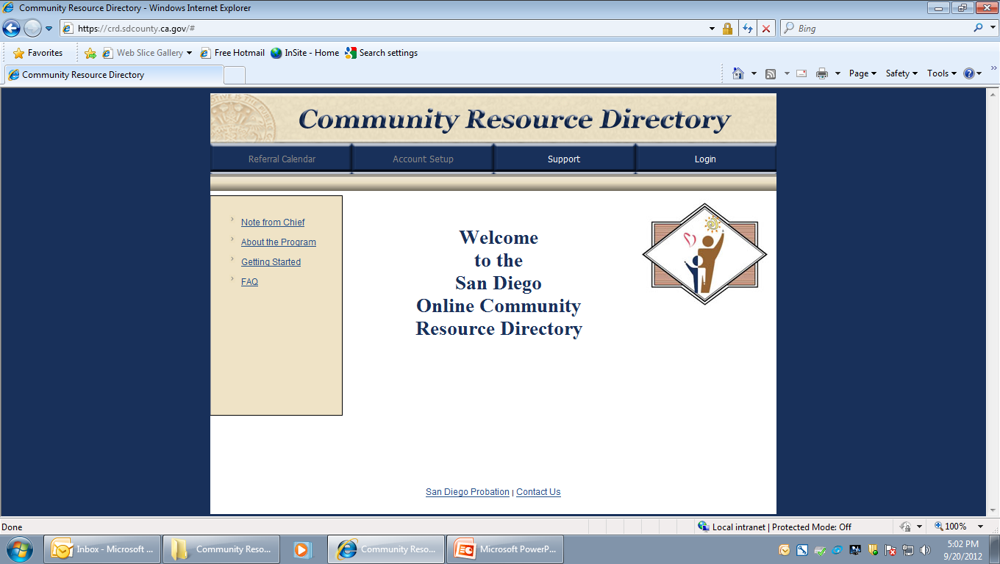 Community Resource Directory - Windows Internet Explorer
https://crd.sdcounty.ca.gov/#
Bing
Favorites
Web Slice Gallery
Free Hotmail
InSite - Home
Search settings
Community Resource Directory
Page
Safety
Tools
Community Resource Directory
Referral Calendar
Account Setup
Support
Login
Note from Chief
About the Program
Getting Started
FAQ
Welcome
to the
San Diego
Online Community
Resource Directory
San Diego Probation | Contact Us
Done
Local intranet | Protected Mode: Off
100%
Inbox - Microsoft ...
Community Reso...
Community Reso...
Microsoft PowerP...
5:02 PM
9/20/2012